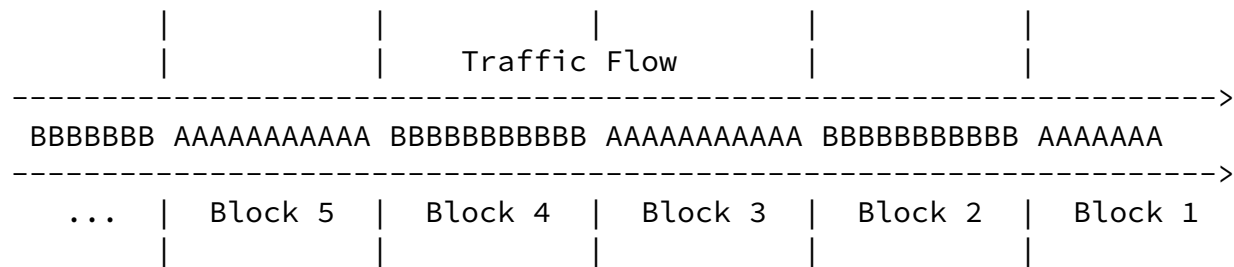 |             |             |             |             |
|             |    Traffic Flow       |             |
------------------------------------------------------------------->
BBBBBBB AAAAAAAAAAA BBBBBBBBBBB AAAAAAAAAAA BBBBBBBBBBB AAAAAAA
------------------------------------------------------------------->
... | Block 5 | Block 4 | Block 3 | Block 2 | Block 1
|             |             |             |             |